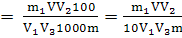 = m₁VV₂100 / V₁V₃1000m = m₁VV₂ / 10V₁V₃m